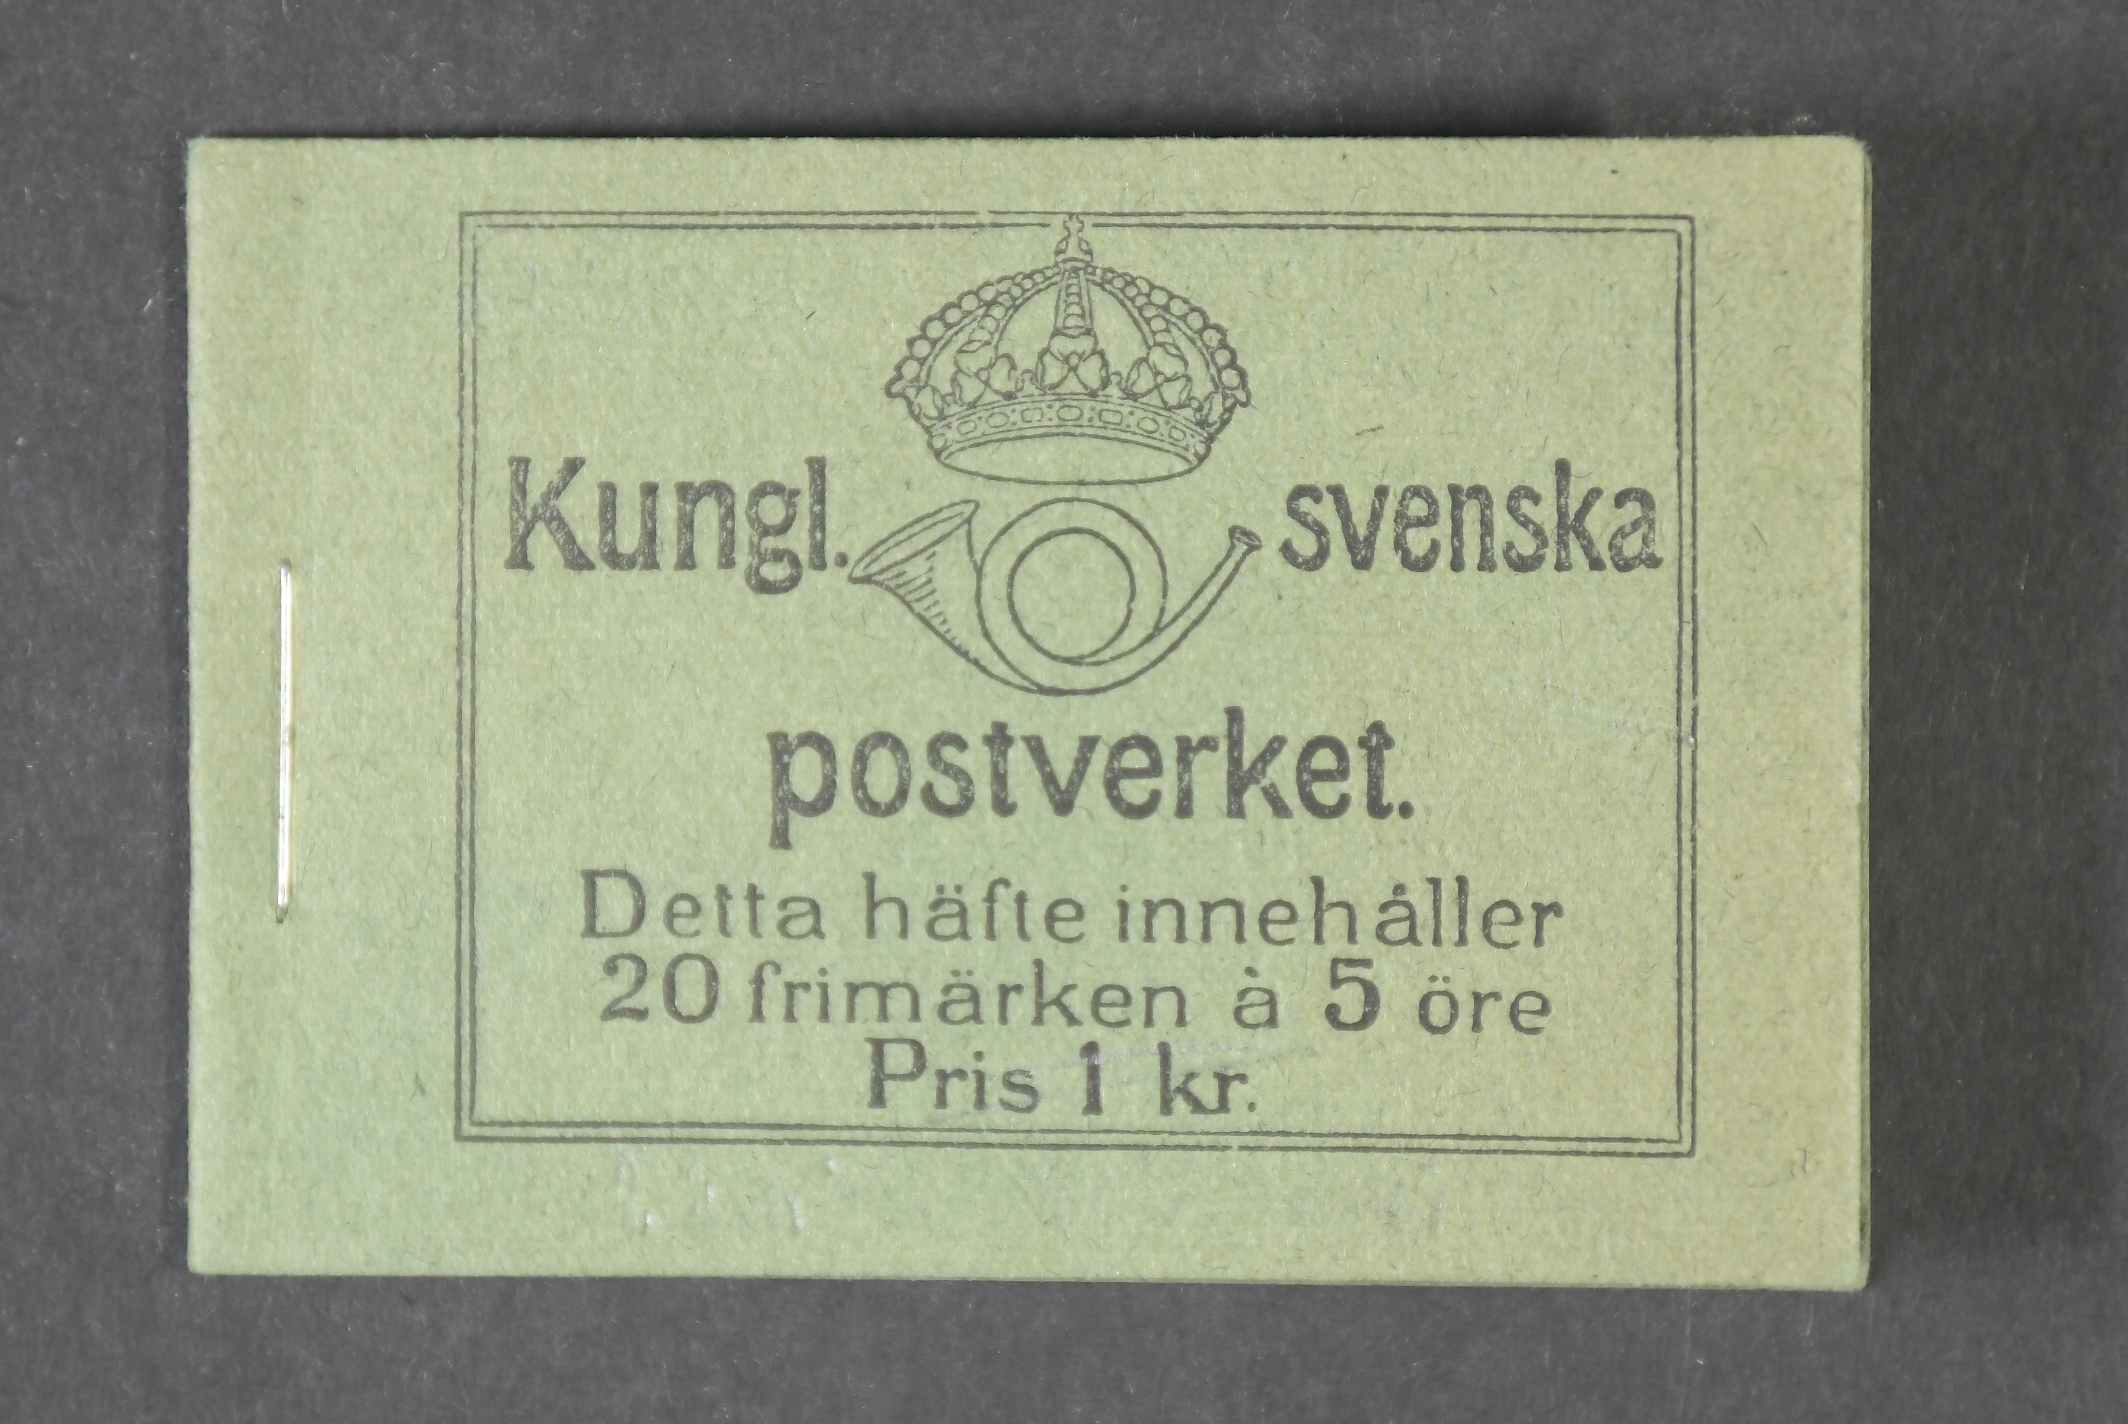 Kungl. svenska
postverket.
Detta häfte innehåller
20 frimärken à 5 öre
Pris 1 kr.